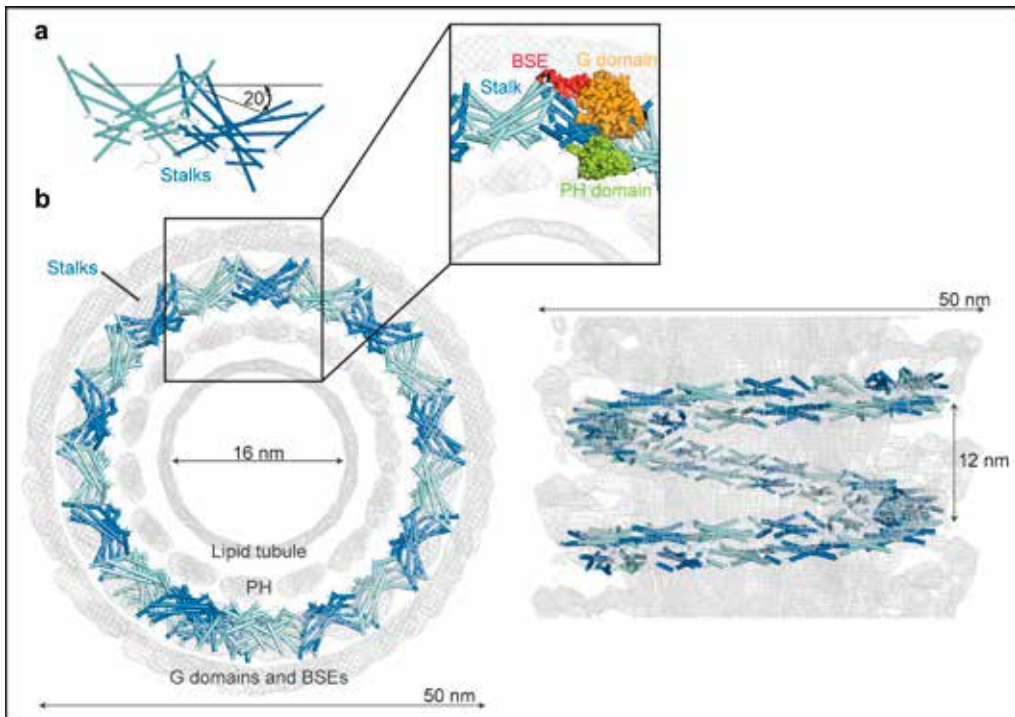 a
20°
Stalks
BSE
G domain
Stalk
PH domain
b
Stalks
16 nm
Lipid tubule
PH
G domains and BSEs
50 nm
50 nm
12 nm